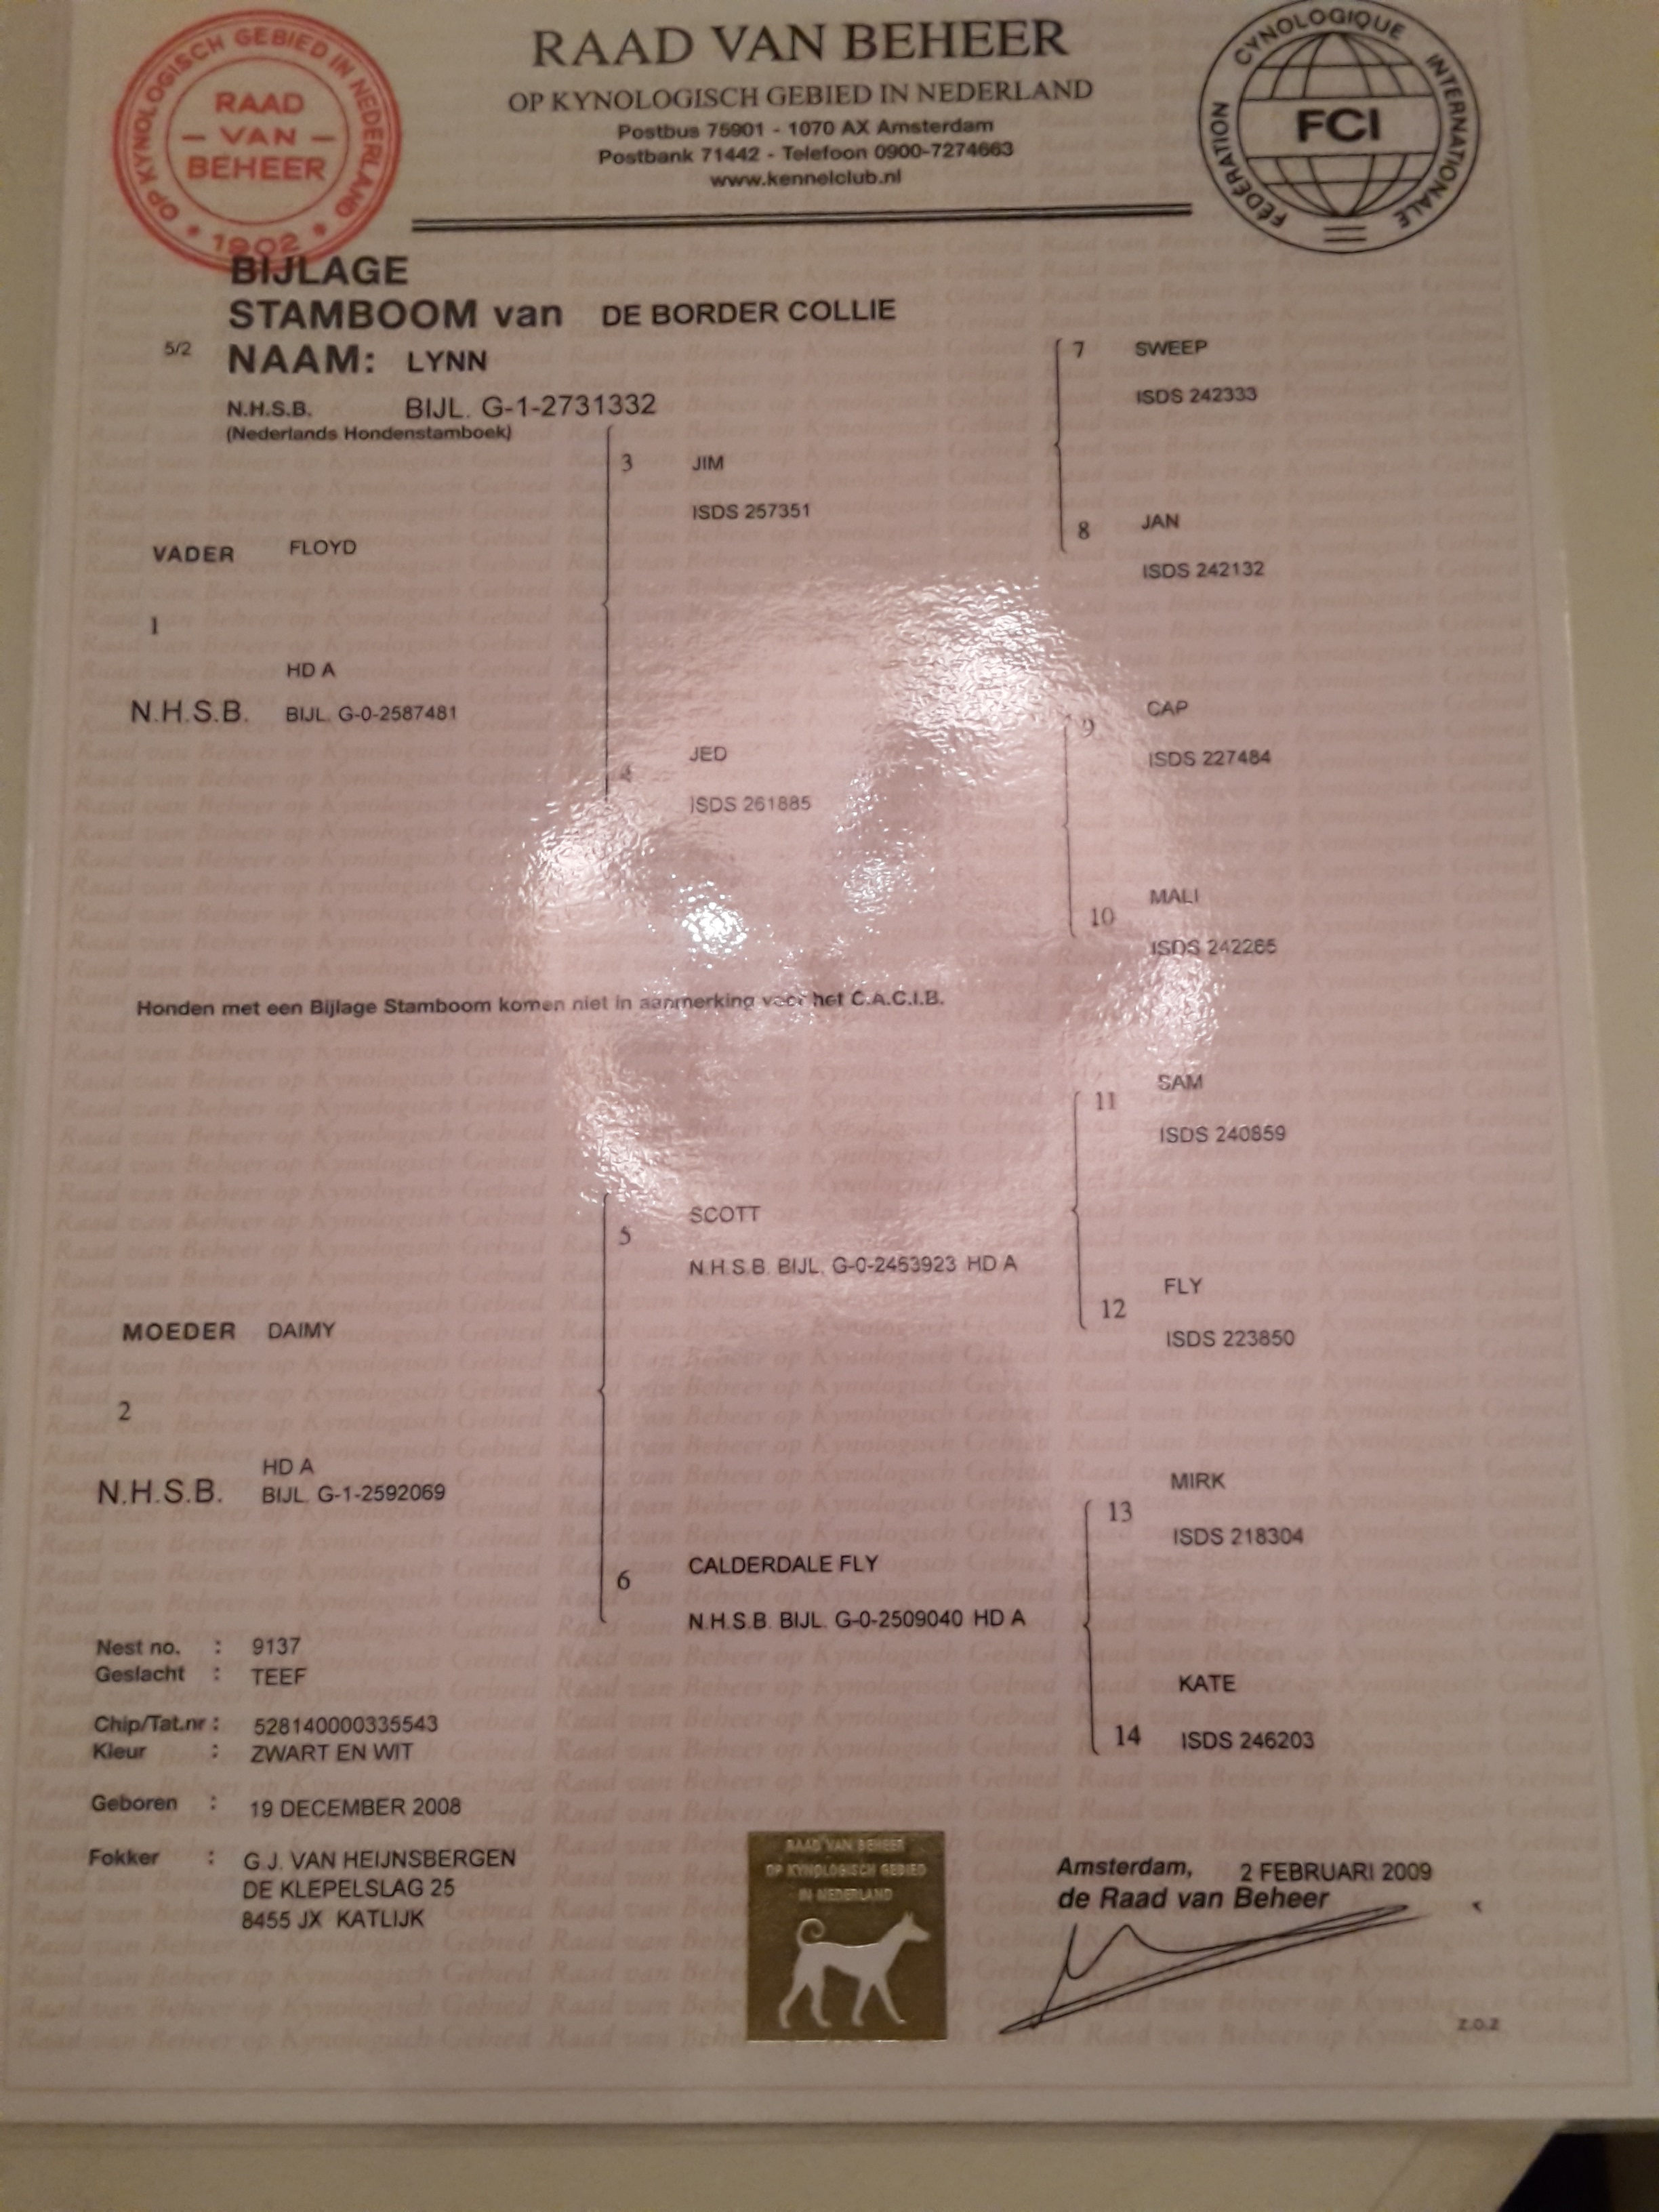 RAAD VAN BEHEER
OP KYNOLOGISCH GEBIED IN NEDERLAND
Postbus 75901 - 1070 AX Amsterdam
Postbank 71442 - Telefoon 0900-7274663
www.kennelclub.nl
OP KYNOLOGISCH GEBIED IN NEDERLAND
RAAD
- VAN -
BEHEER
* 1902 *
FÉDÉRATION CYNOLOGIQUE INTERNATIONALE
FCI
BIJLAGE
STAMBOOM van DE BORDER COLLIE
5/2 NAAM: LYNN
N.H.S.B. BIJL. G-1-2731332
(Nederlands Hondenstamboek)
7 SWEEP
ISDS 242333
3 JIM
ISDS 257351
8 JAN
ISDS 242132
VADER FLOYD
1
HD A
N.H.S.B. BIJL. G-0-2587481
4 JED
ISDS 261885
9 CAP
ISDS 227484
10 MALI
ISDS 242265
Honden met een Bijlage Stamboom komen niet in aanmerking voor het C.A.C.I.B.
11 SAM
ISDS 240859
5 SCOTT
N.H.S.B. BIJL. G-0-2453923 HD A
12 FLY
ISDS 223850
MOEDER DAIMY
2
HD A
N.H.S.B. BIJL. G-1-2592069
13 MIRK
ISDS 218304
6 CALDERDALE FLY
N.H.S.B. BIJL. G-0-2509040 HD A
14 KATE
ISDS 246203
Nest no. : 9137
Geslacht : TEEF
Chip/Tat.nr : 528140000335543
Kleur : ZWART EN WIT
Geboren : 19 DECEMBER 2008
Fokker : G.J. VAN HEIJNSBERGEN
DE KLEPELSLAG 25
8455 JX KATLIJK
RAAD VAN BEHEER
OP KYNOLOGISCH GEBIED
IN NEDERLAND
Amsterdam, 2 FEBRUARI 2009
de Raad van Beheer
z.o.z